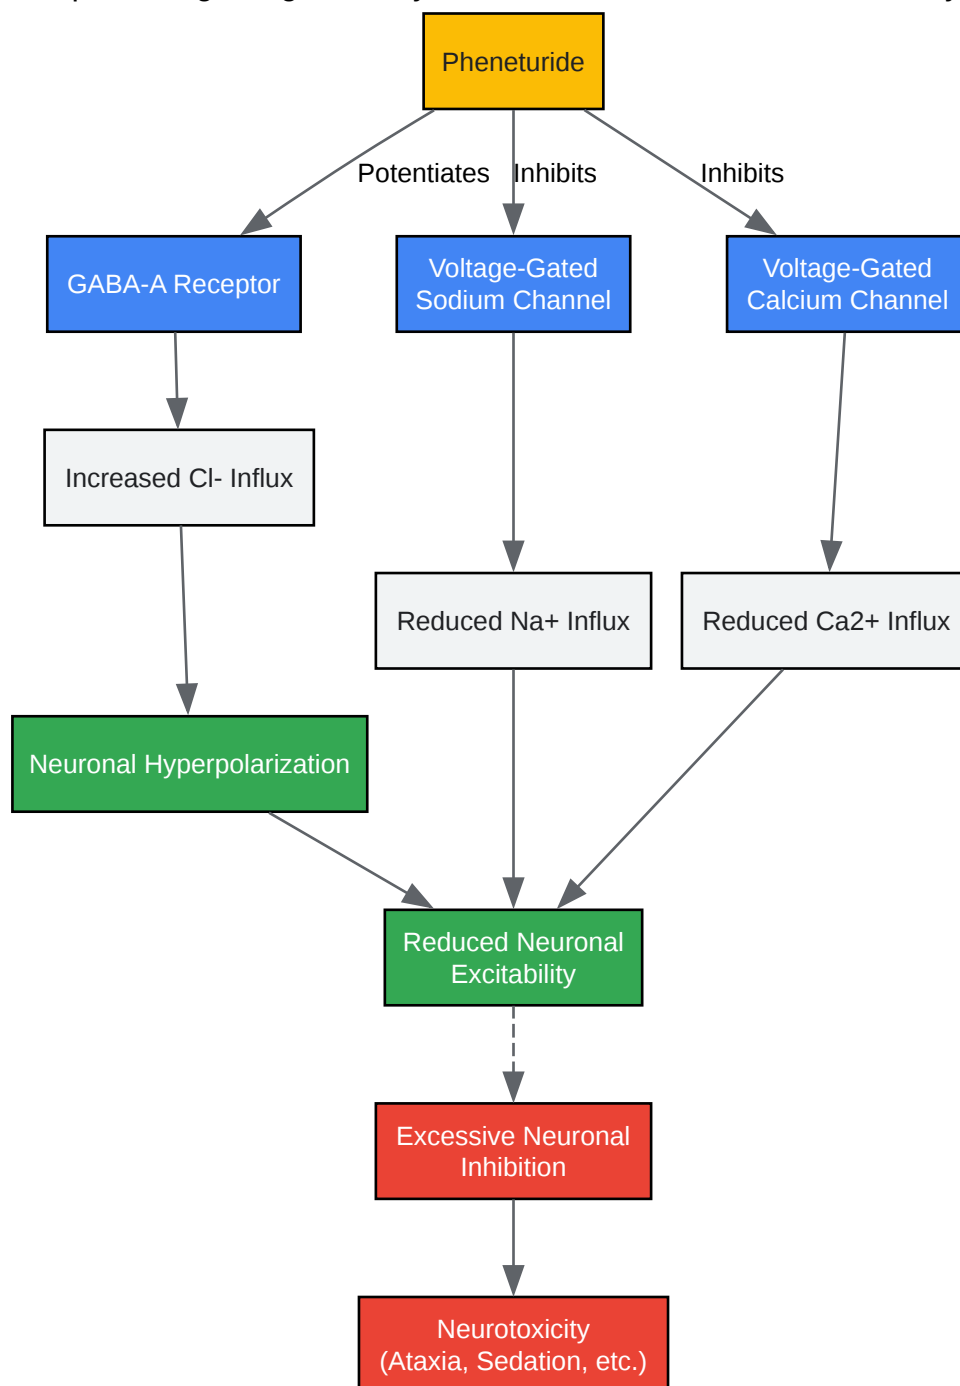 Pheneturide
Potentiates
Inhibits
Inhibits
GABA-A Receptor
Voltage-Gated
Sodium Channel
Voltage-Gated
Calcium Channel
Increased Cl- Influx
Reduced Na+ Influx
Reduced Ca2+ Influx
Neuronal Hyperpolarization
Reduced Neuronal
Excitability
Excessive Neuronal
Inhibition
Neurotoxicity
(Ataxia, Sedation, etc.)